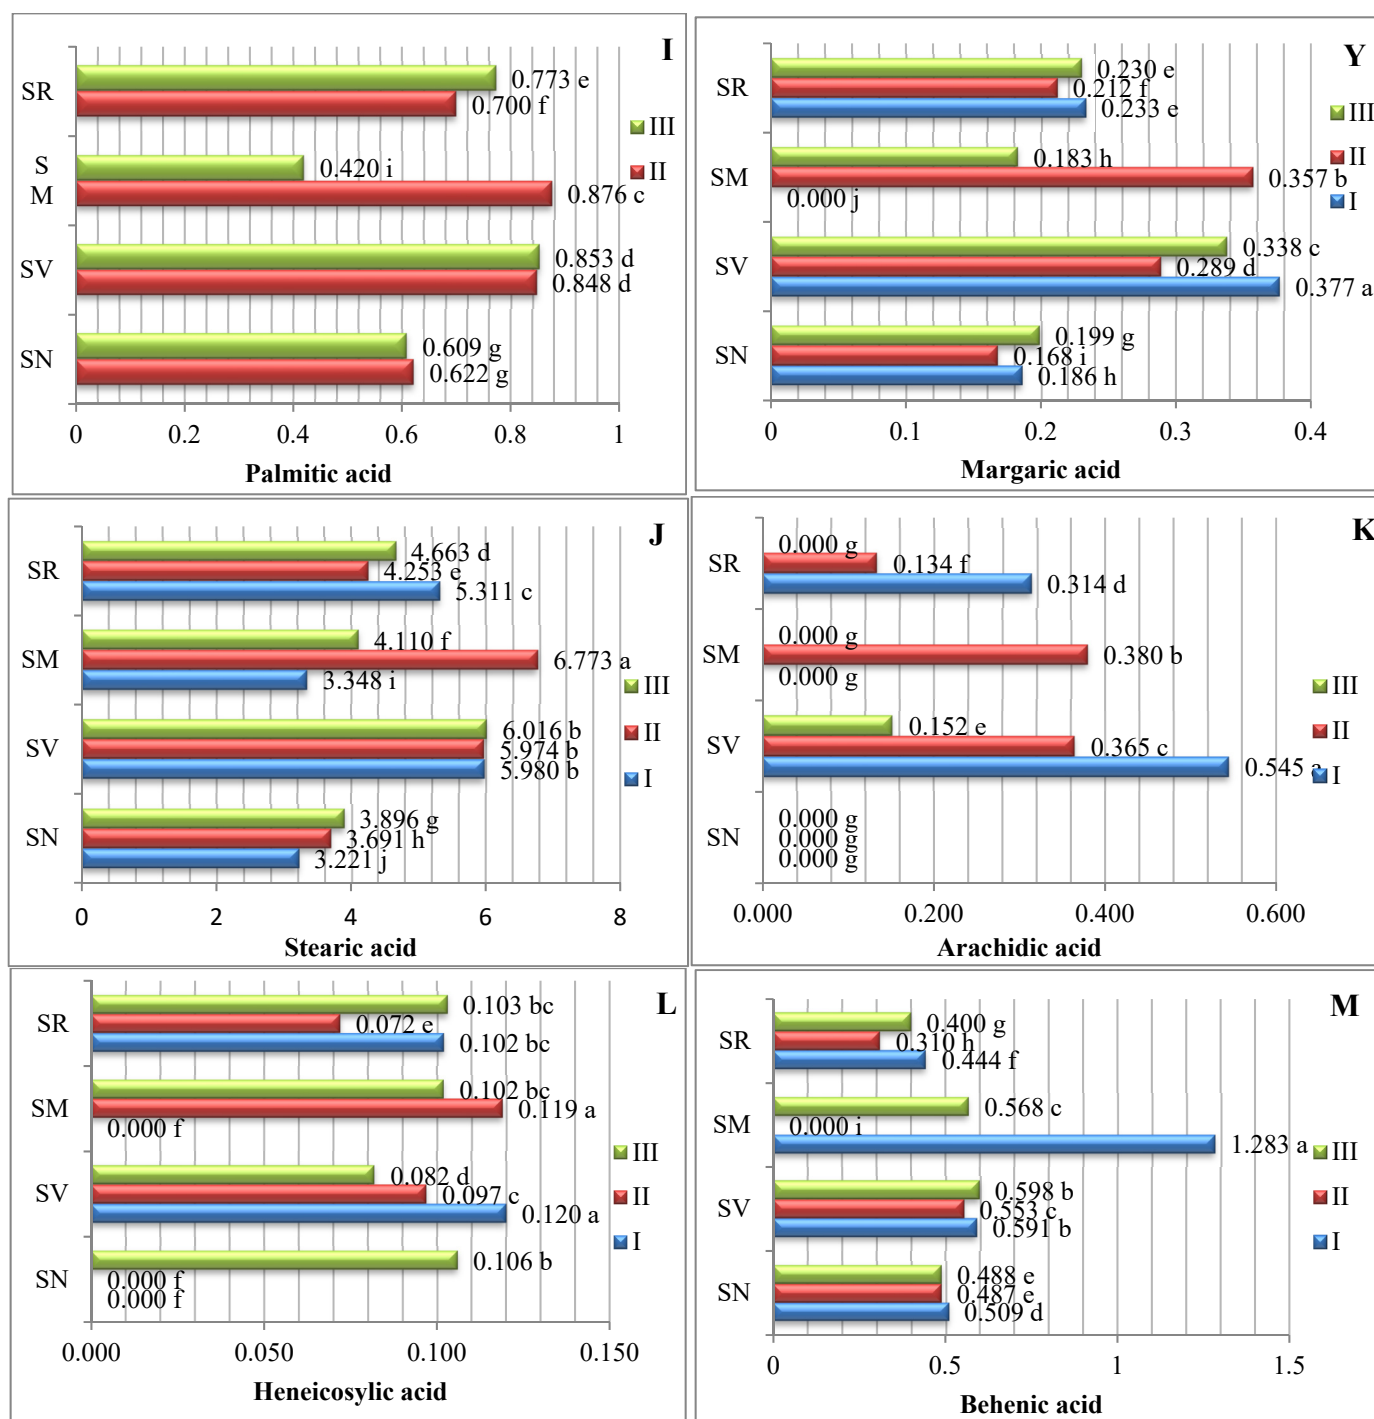 I
SR
0.773 e
0.700 f
III
S
M
0.420 i
0.876 c
II
SV
0.853 d
0.848 d
SN
0.609 g
0.622 g
0 0.2 0.4 0.6 0.8 1
Palmitic acid
Y
SR
0.230 e
0.212 f
0.233 e
III
SM
0.183 h
0.357 b
0.000 j
II
I
SV
0.338 c
0.289 d
0.377 a
SN
0.199 g
0.168 i
0.186 h
0 0.1 0.2 0.3 0.4
Margaric acid
J
SR
4.663 d
4.253 e
5.311 c
SM
4.110 f
6.773 a
3.348 i
III
II
I
SV
6.016 b
5.974 b
5.980 b
SN
3.896 g
3.691 h
3.221 j
0 2 4 6 8
Stearic acid
K
SR
0.000 g
0.134 f
0.314 d
SM
0.000 g
0.380 b
0.000 g
III
II
I
SV
0.152 e
0.365 c
0.545 a
SN
0.000 g
0.000 g
0.000 g
0.000 0.200 0.400 0.600
Arachidic acid
L
SR
0.103 bc
0.072 e
0.102 bc
SM
0.102 bc
0.119 a
0.000 f
III
II
I
SV
0.082 d
0.097 c
0.120 a
SN
0.106 b
0.000 f
0.000 f
0.000 0.050 0.100 0.150
Heneicosylic acid
M
SR
0.400 g
0.310 h
0.444 f
SM
0.568 c
0.000 i
1.283 a
III
II
I
SV
0.598 b
0.553 c
0.591 b
SN
0.488 e
0.487 e
0.509 d
0 0.5 1 1.5
Behenic acid